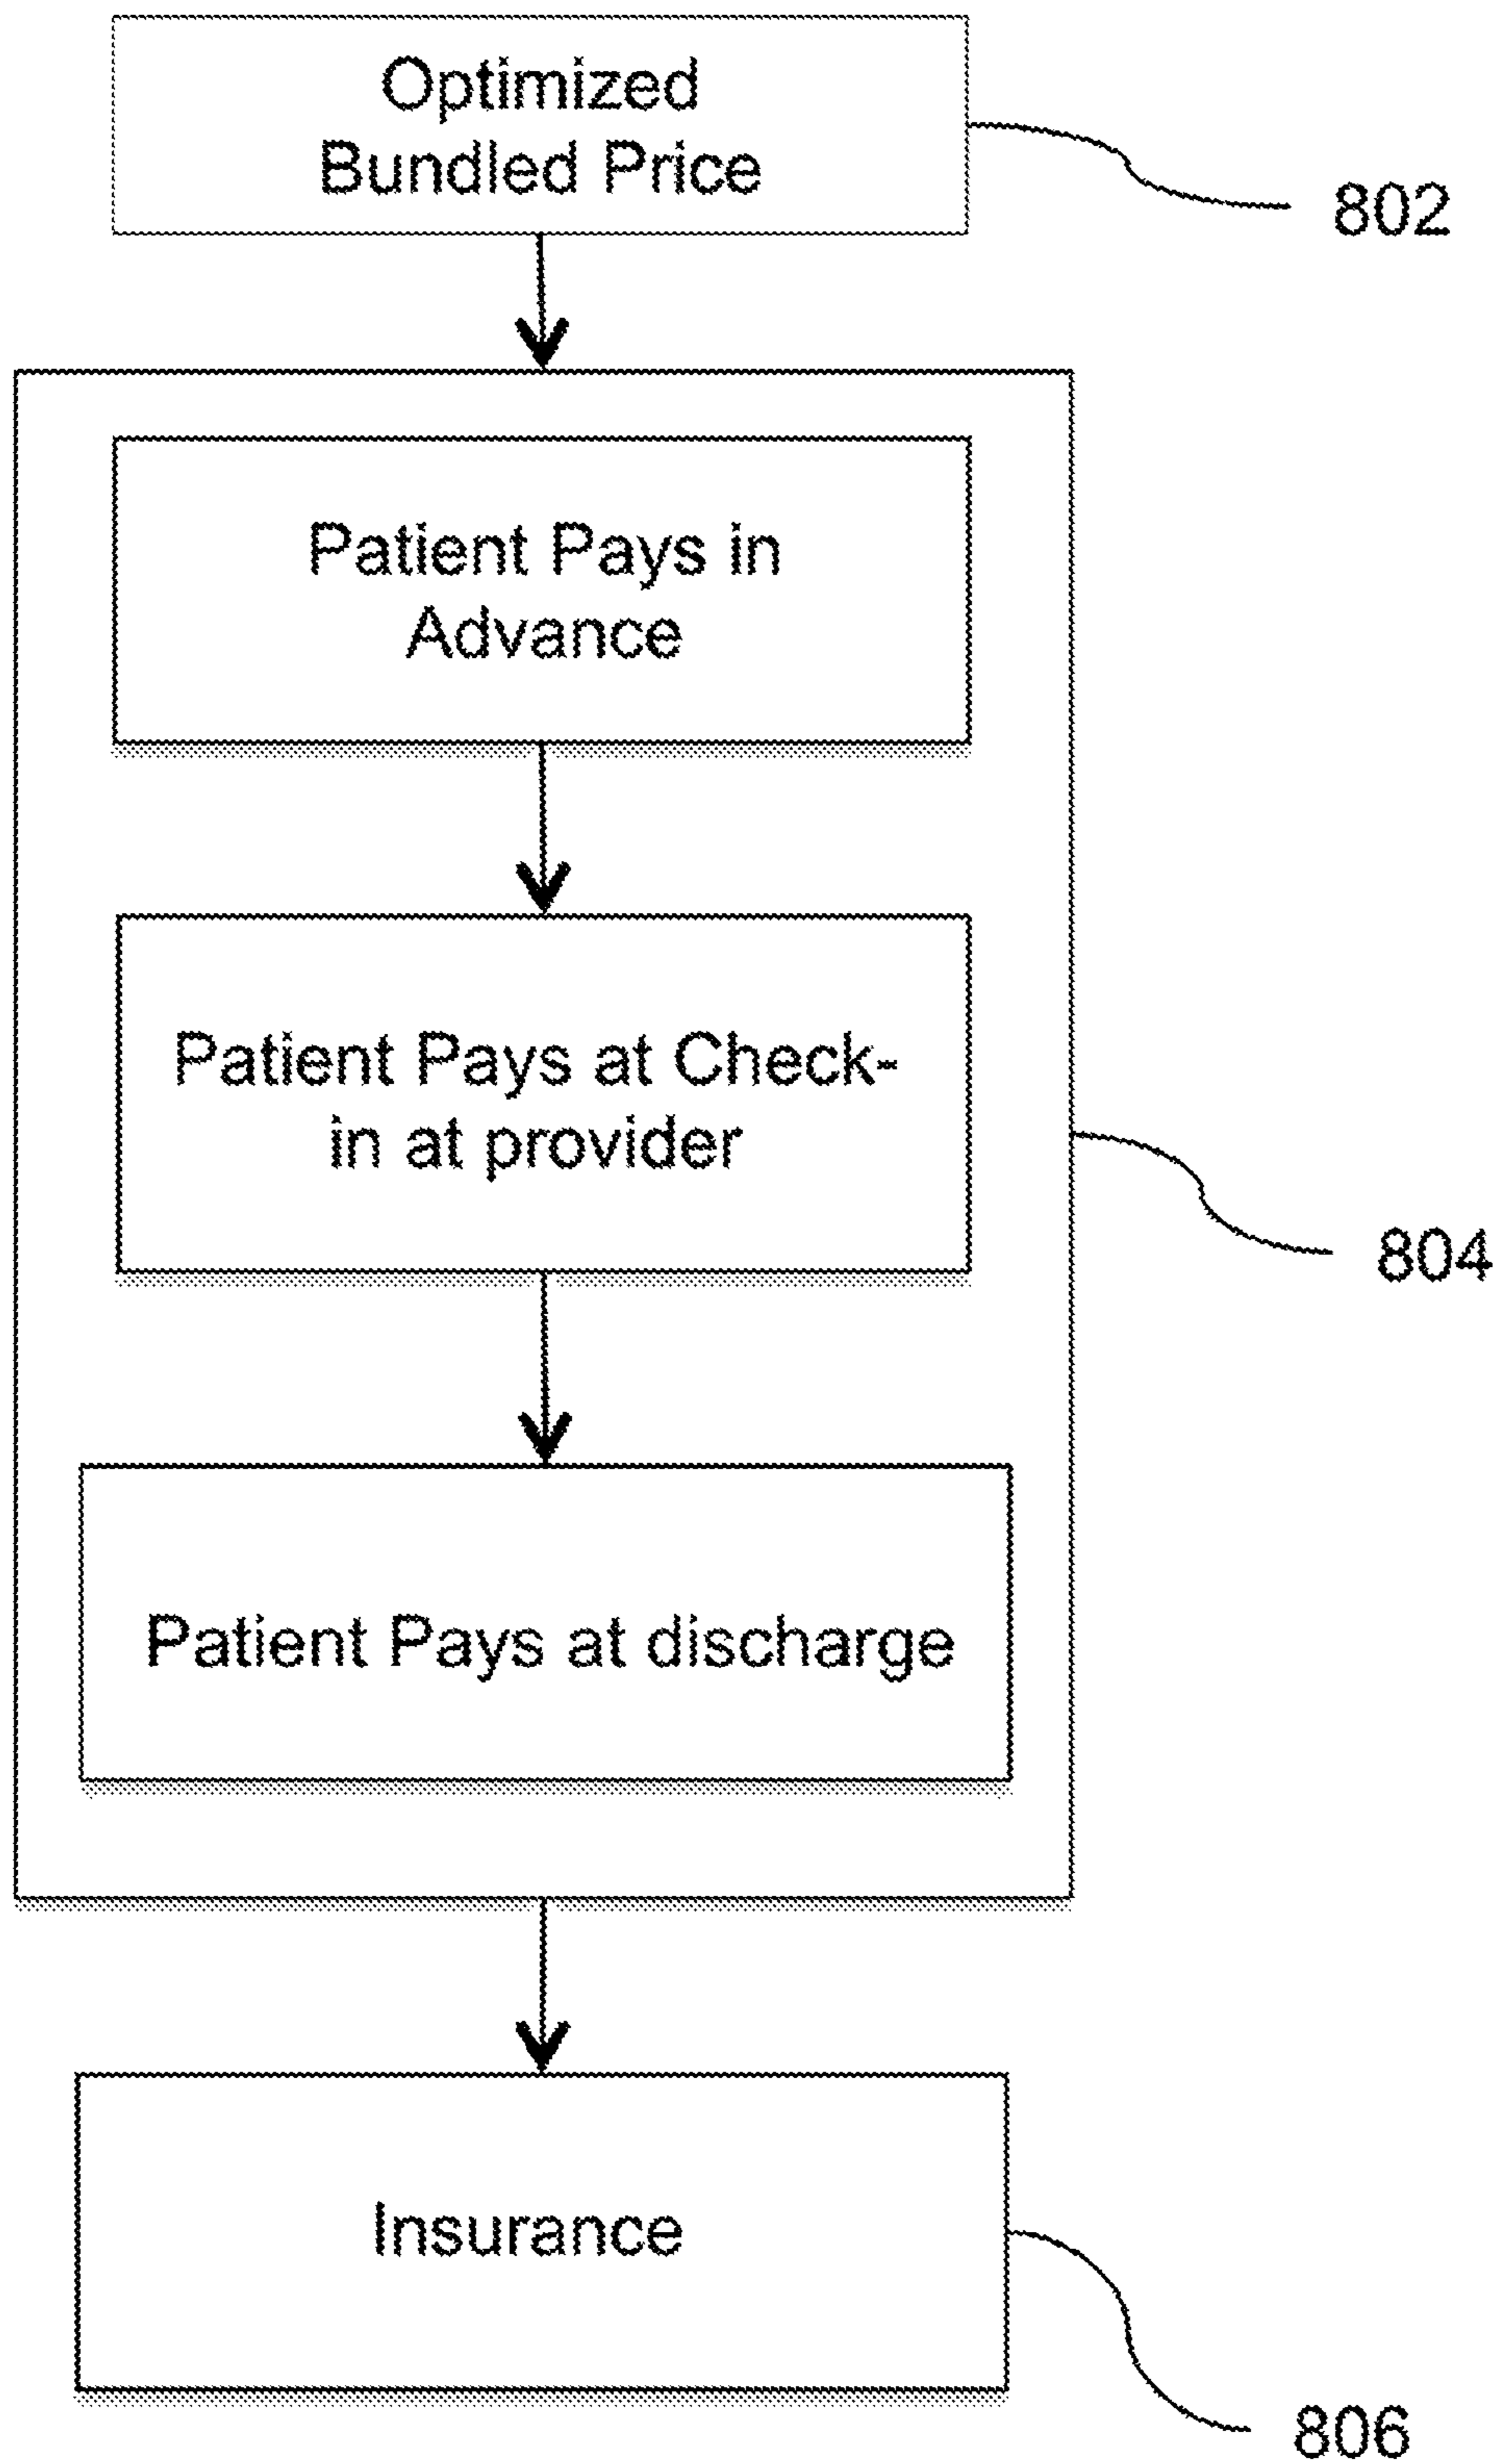 Optimized
Bundled Price
802
Patient Pays in
Advance
Patient Pays at Check-
in at provider
804
Patient Pays at discharge
Insurance
806